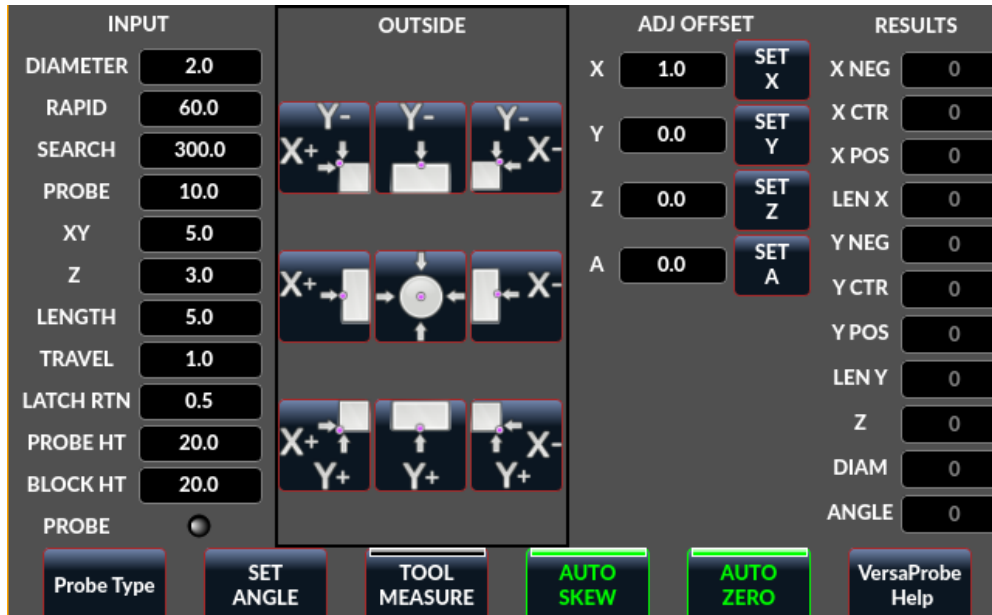 INPUT
DIAMETER 2.0
RAPID 60.0
SEARCH 300.0
PROBE 10.0
XY 5.0
Z 3.0
LENGTH 5.0
TRAVEL 1.0
LATCH RTN 0.5
PROBE HT 20.0
BLOCK HT 20.0
PROBE
OUTSIDE
Y-
X+
Y-
Y-
X-
X+
X-
X+
Y+
Y+
X-
Y+
ADJ OFFSET
X 1.0 SET X
Y 0.0 SET Y
Z 0.0 SET Z
A 0.0 SET A
RESULTS
X NEG 0
X CTR 0
X POS 0
LEN X 0
Y NEG 0
Y CTR 0
Y POS 0
LEN Y 0
Z 0
DIAM 0
ANGLE 0
Probe Type
SET
ANGLE
TOOL
MEASURE
AUTO
SKEW
AUTO
ZERO
VersaProbe
Help